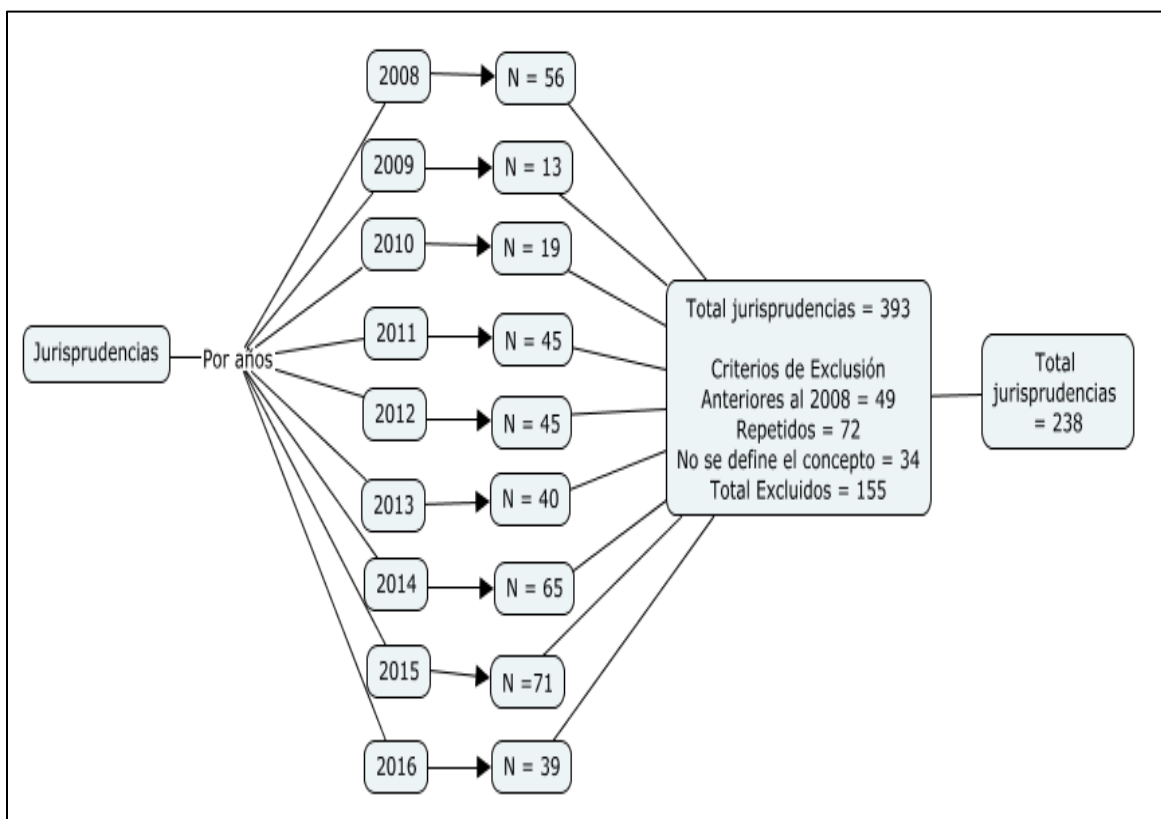 Jurisprudencias
Por años
2008
N = 56
2009
N = 13
2010
N = 19
2011
N = 45
2012
N = 45
2013
N = 40
2014
N = 65
2015
N =71
2016
N = 39
Total jurisprudencias = 393
Criterios de Exclusión
Anteriores al 2008 = 49
Repetidos = 72
No se define el concepto = 34
Total Excluidos = 155
Total
jurisprudencias
= 238